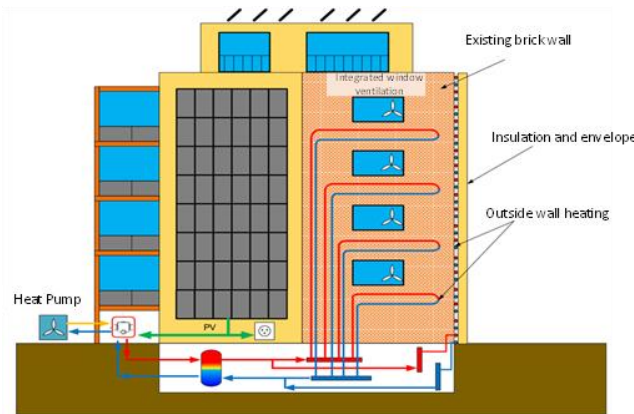 Existing brick wall
Integrated window
ventilation
Insulation and envelope
Outside wall heating
Heat Pump
PV